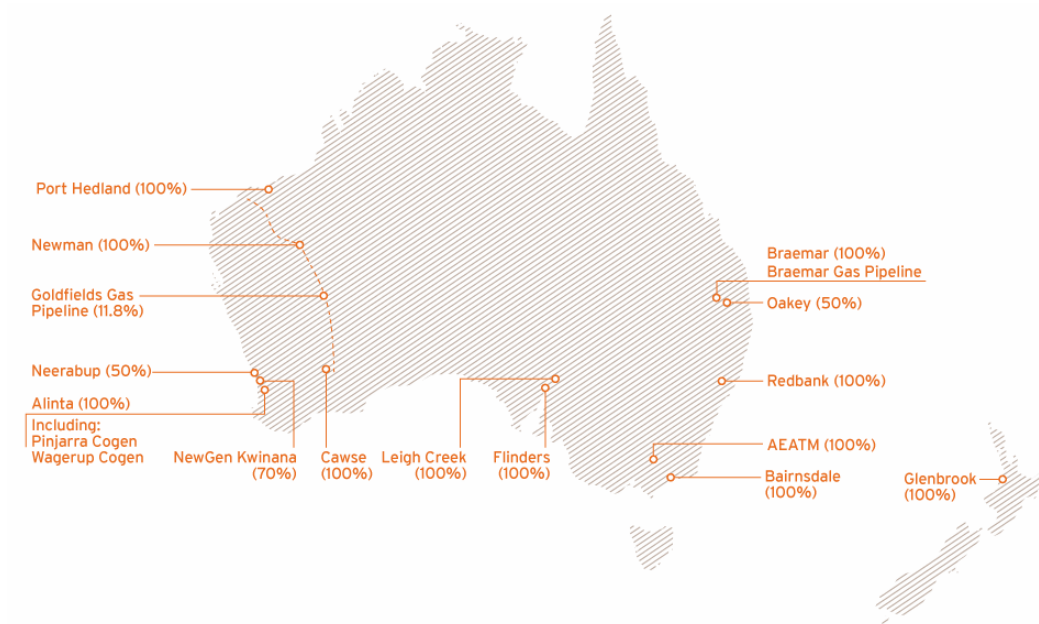 Port Hedland (100%)
Newman (100%)
Goldfields Gas
Pipeline (11.8%)
Neerabup (50%)
Alinta (100%)
Including:
Pinjarra Cogen
Wagerup Cogen
NewGen Kwinana
(70%)
Cawse
(100%)
Leigh Creek
(100%)
Flinders
(100%)
Braemar (100%)
Braemar Gas Pipeline
Oakey (50%)
Redbank (100%)
AEATM (100%)
Bairnsdale
(100%)
Glenbrook
(100%)